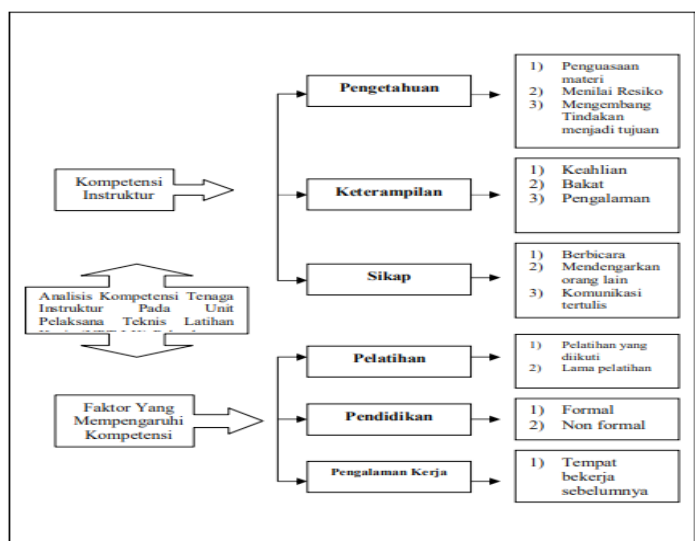 Kompetensi
Instruktur
Pengetahuan
1) Penguasaan
materi
2) Menilai Resiko
3) Mengembang
Tindakan
menjadi tujuan
Keterampilan
1) Keahlian
2) Bakat
3) Pengalaman
Sikap
1) Berbicara
2) Mendengarkan
orang lain
3) Komunikasi
tertulis
Analisis Kompetensi Tenaga
Instruktur Pada Unit
Pelaksana Teknis Latihan
Faktor Yang
Mempengaruhi
Kompetensi
Pelatihan
1) Pelatihan yang
diikuti
2) Lama pelatihan
Pendidikan
1) Formal
2) Non formal
Pengalaman Kerja
1) Tempat
bekerja
sebelumnya